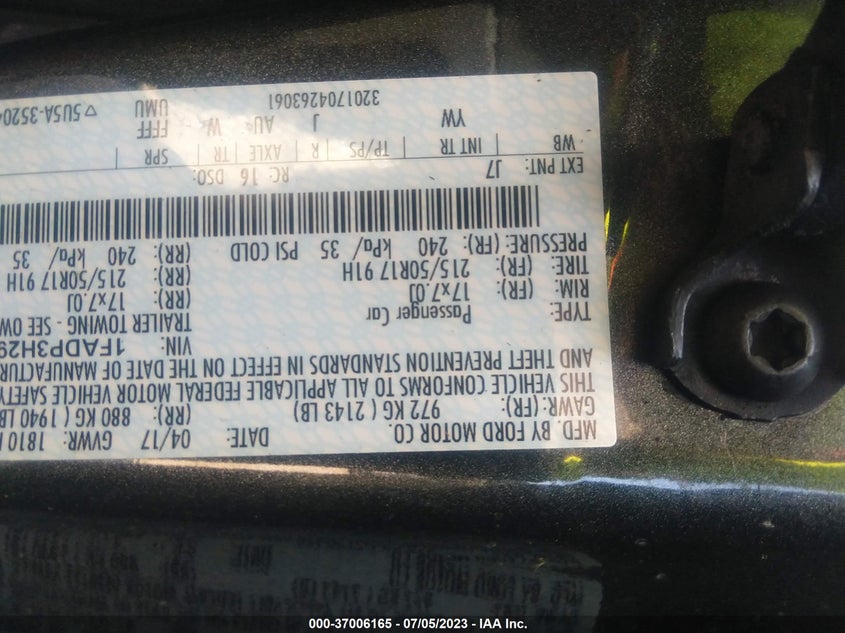 MFD. BY FORD MOTOR CO.
DATE: 04/17 GVWR: 1810
GAWR: (FR): 972 KG ( 2143 LB) (RR): 880 KG ( 1940 LB
THIS VEHICLE CONFORMS TO ALL APPLICABLE FEDERAL MOTOR VEHICLE SAFETY
AND THEFT PREVENTION STANDARDS IN EFFECT ON THE DATE OF MANUFACTUR
VIN: 1FADP3H29
TYPE: Passenger Car TRAILER TOWING - SEE OW
RIM: (FR): 17x7.0J (RR): 17x7.0J
TIRE: (FR): 215/50R17 91H (RR): 215/50R17 91H
PRESSURE: (FR): 240 kPa/ 35 PSI COLD (RR): 240 kPa/ 35
EXT PNT: J7 RC: 16 DSO:
WB INT TR TP/PS R AXLE TR SPR
YW J AU W FFFF UMU
3201704263061 5U5A-35204
000-37006165 - 07/05/2023 - IAA Inc.